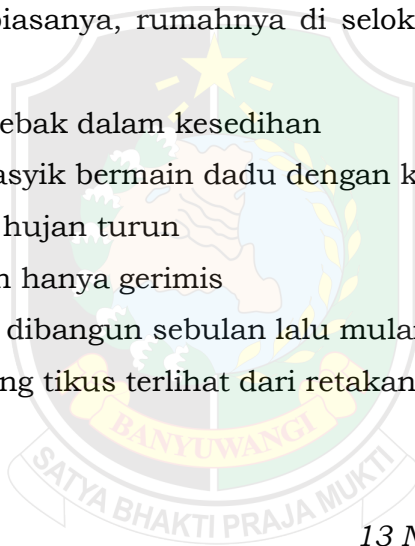 biasanya, rumahnya di selok
ebak dalam kesedihan
asyik bermain dadu dengan k
hujan turun
n hanya gerimis
dibangun sebulan lalu mula
ng tikus terlihat dari retakan
BANYUWANGI
SATYA BHAKTI PRAJA MUKTI
13 N